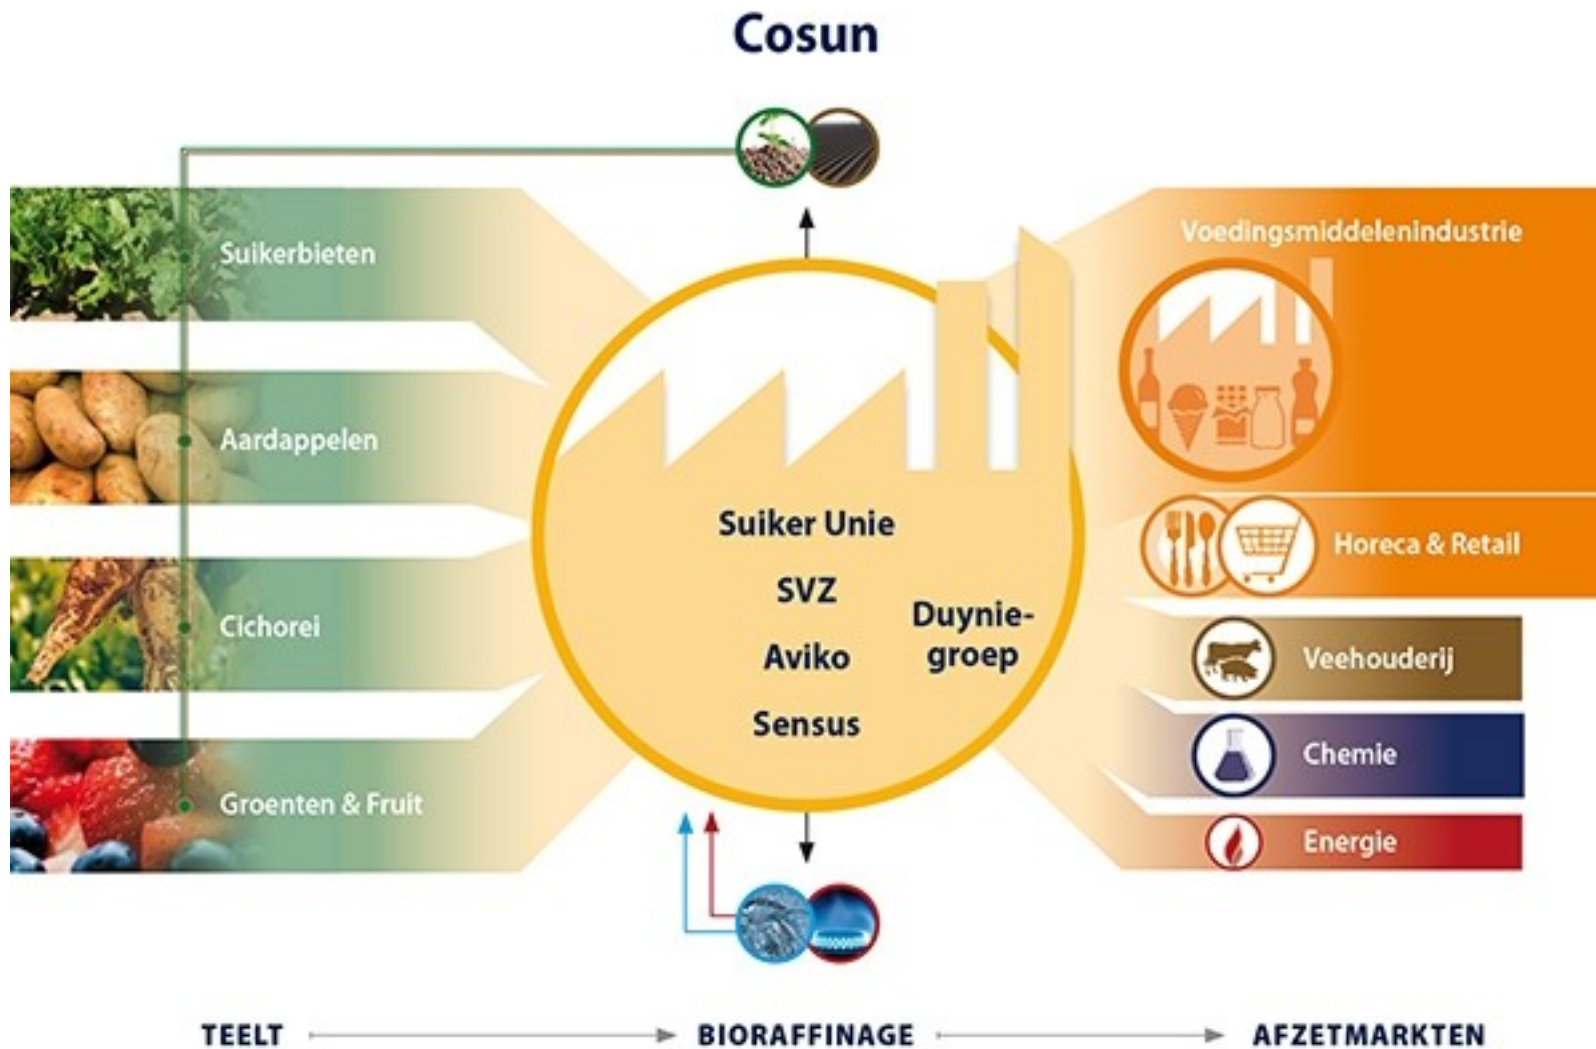 Cosun
Suikerbieten
Aardappelen
Cichorei
Groenten & Fruit
Suiker Unie
SVZ
Aviko
Sensus
Duynie-
groep
Voedingsmiddelenindustrie
Horeca & Retail
Veehouderij
Chemie
Energie
TEELT
BIORAFFINAGE
AFZETMARKTEN